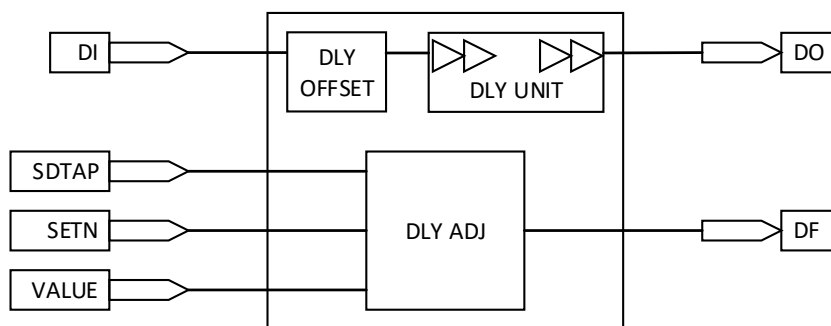 DI
DLY
OFFSET
DLY UNIT
DO
SDTAP
SETN
DLY ADJ
DF
VALUE